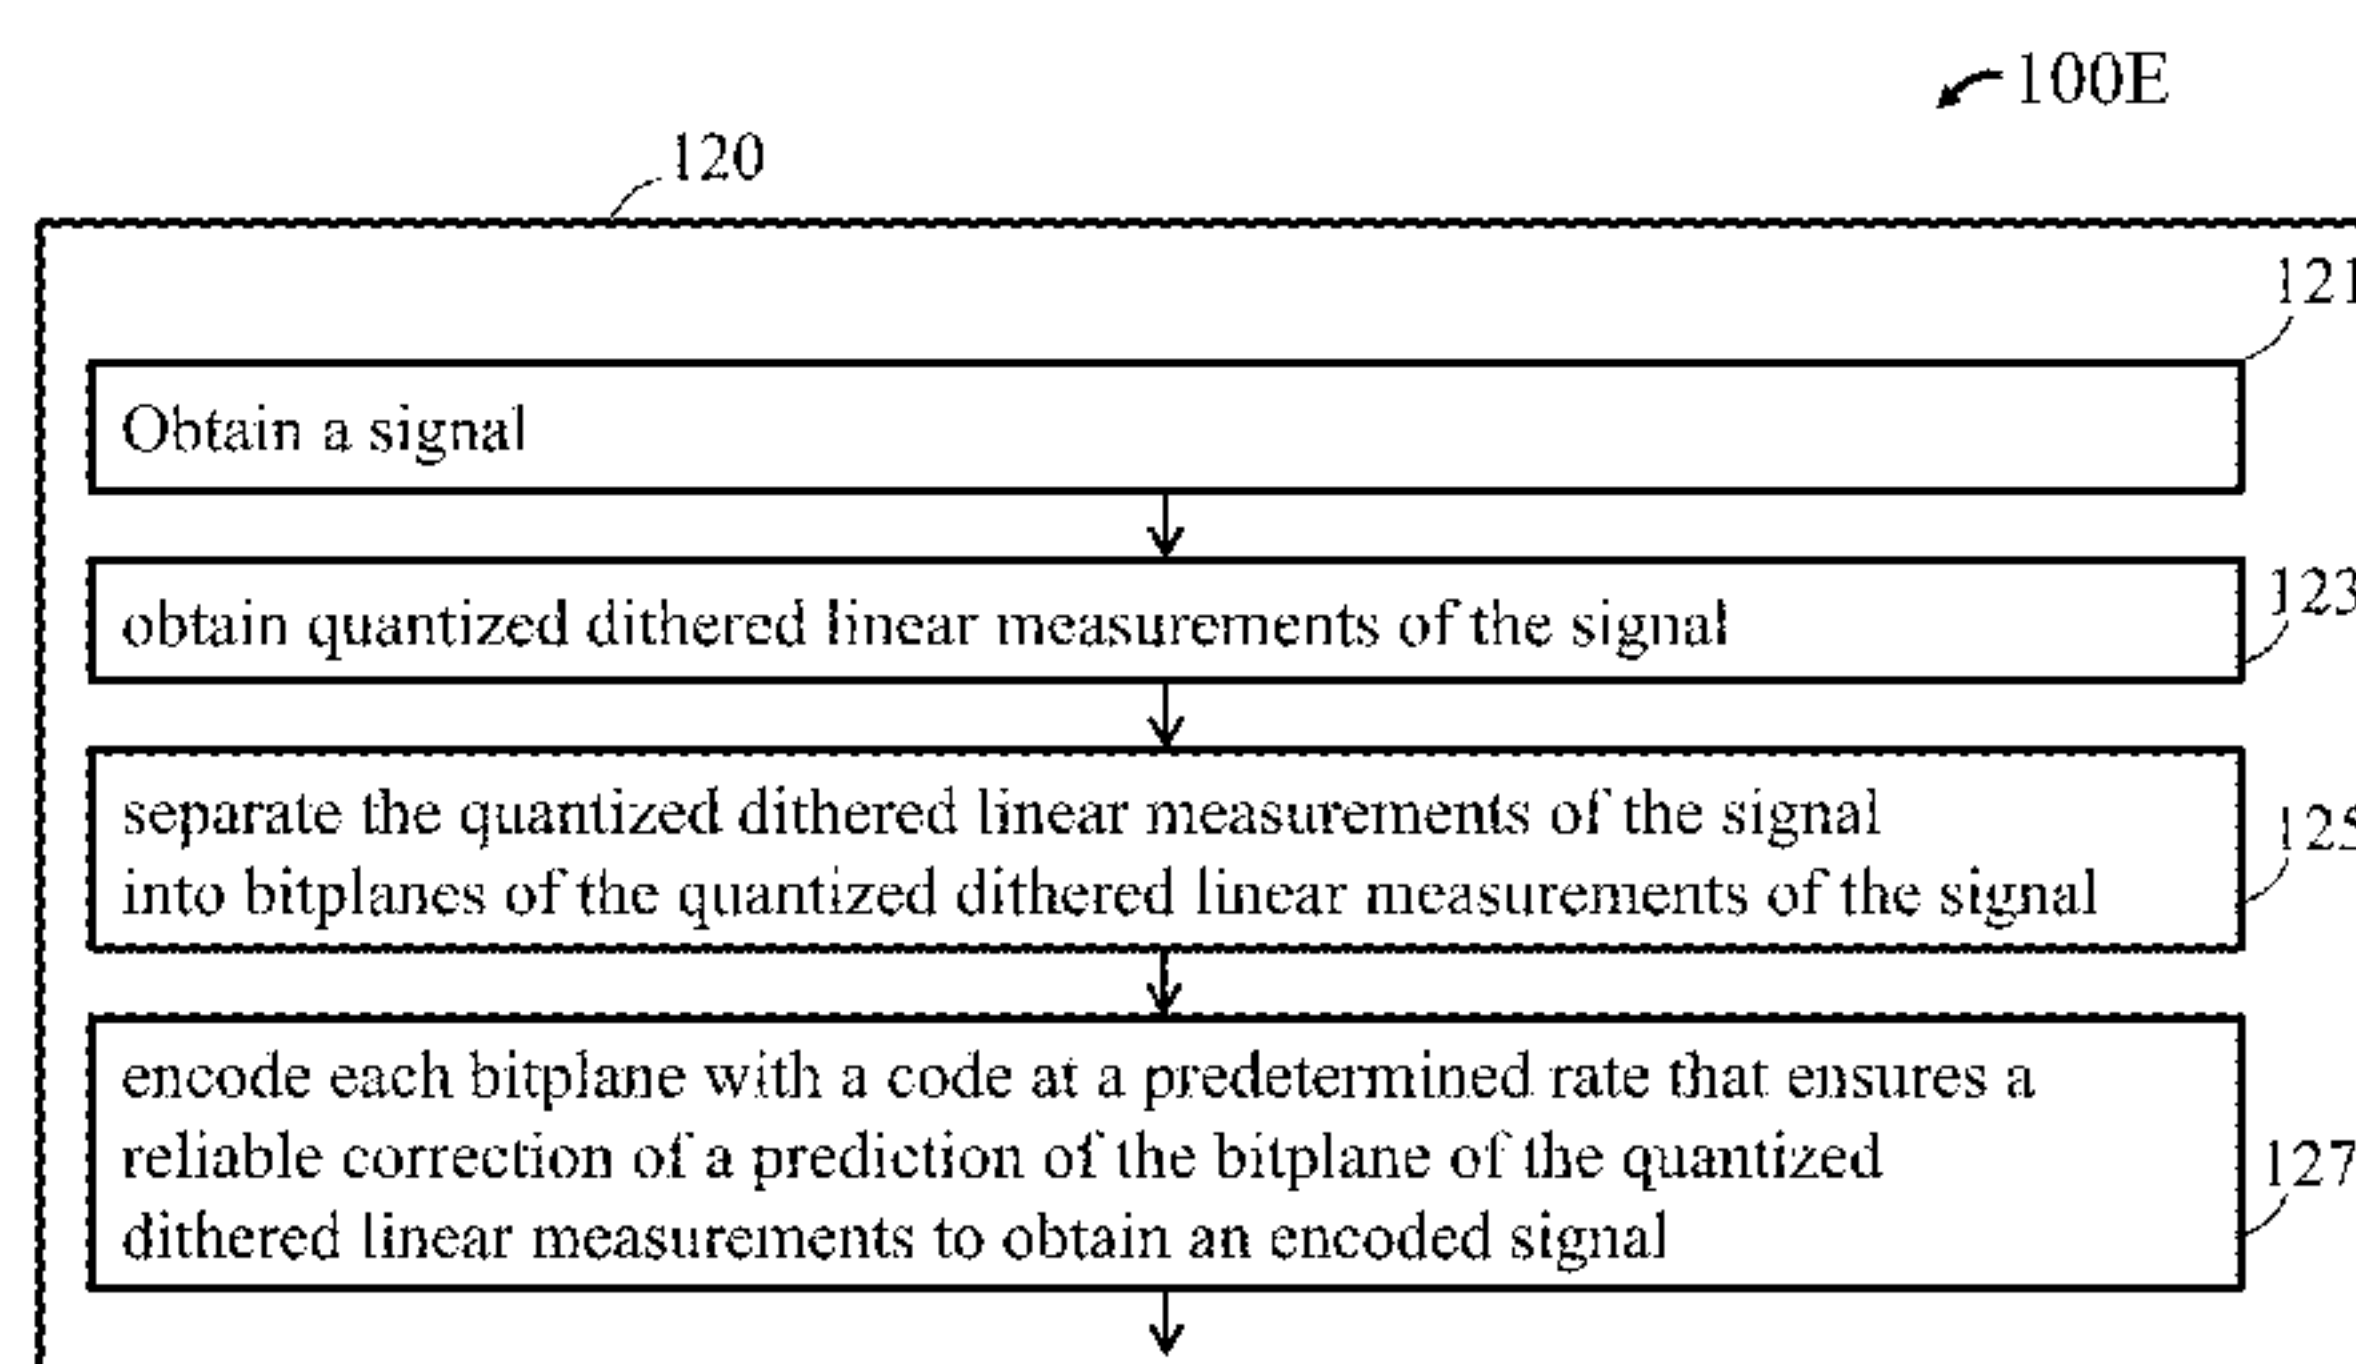 100E
120
121
Obtain a signal
123
obtain quantized dithered linear measurements of the signal
125
separate the quantized dithered linear measurements of the signal
into bitplanes of the quantized dithered linear measurements of the signal
encode each bitplane with a code at a predetermined rate that ensures a
reliable correction of a prediction of the bitplane of the quantized
127
dithered linear measurements to obtain an encoded signal